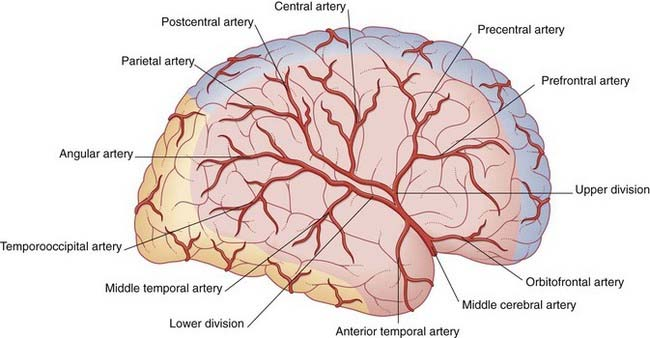 Central artery
Postcentral artery
Precentral artery
Parietal artery
Prefrontal artery
Angular artery
Upper division
Temporooccipital artery
Orbitofrontal artery
Middle temporal artery
Middle cerebral artery
Lower division
Anterior temporal artery